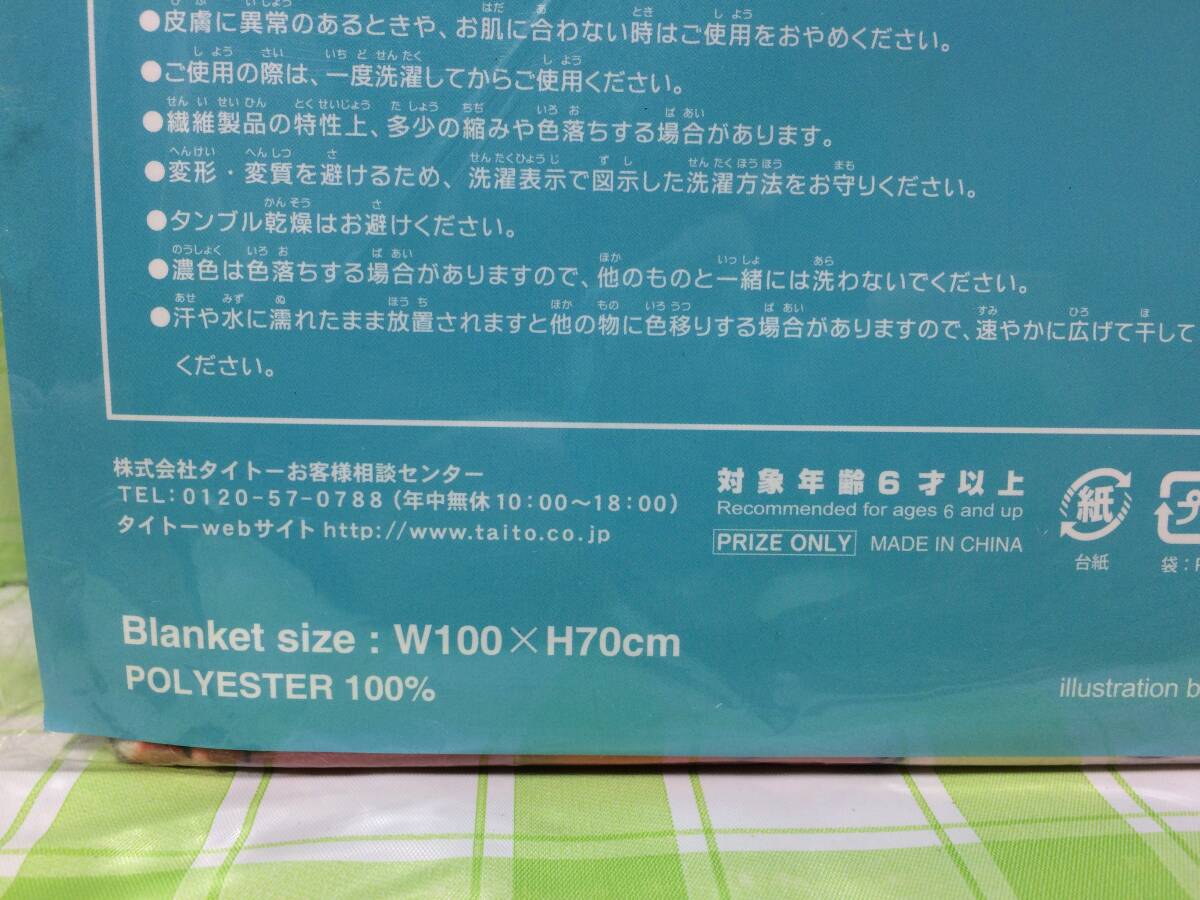 ●皮膚に異常のあるときや、お肌に合わない時はご使用をおやめください。
●ご使用の際は、一度洗濯してからご使用ください。
●繊維製品の特性上、多少の縮みや色落ちする場合があります。
●変形・変質を避けるため、洗濯表示で図示した洗濯方法をお守りください。
●タンブル乾燥はお避けください。
●濃色は色落ちする場合がありますので、他のものと一緒には洗わないでください。
●汗や水に濡れたまま放置されますと他の物に色移りする場合がありますので、速やかに広げて干して
ください。
株式会社タイトーお客様相談センター
TEL:0120-57-0788(年中無休10:00〜18:00)
タイトーwebサイト http://www.taito.co.jp
対象年齢6才以上
Recommended for ages 6 and up
PRIZE ONLY MADE IN CHINA
紙
台紙
プ
袋:P
Blanket size : W100×H70cm
POLYESTER 100%
illustration b